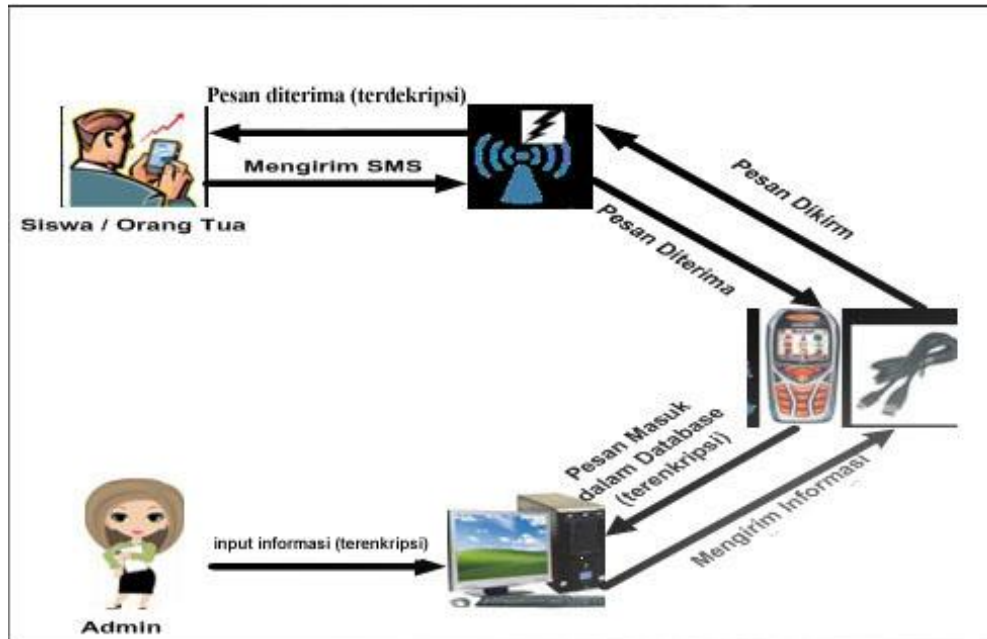 Pesan diterima (terdekripsi)
Mengirim SMS
Siswa / Orang Tua
Pesan Dikirm
Pesan Diterima
Pesan Masuk
dalam Database
(terenkripsi)
Mengirim Informasi
input informasi (terenkripsi)
Admin